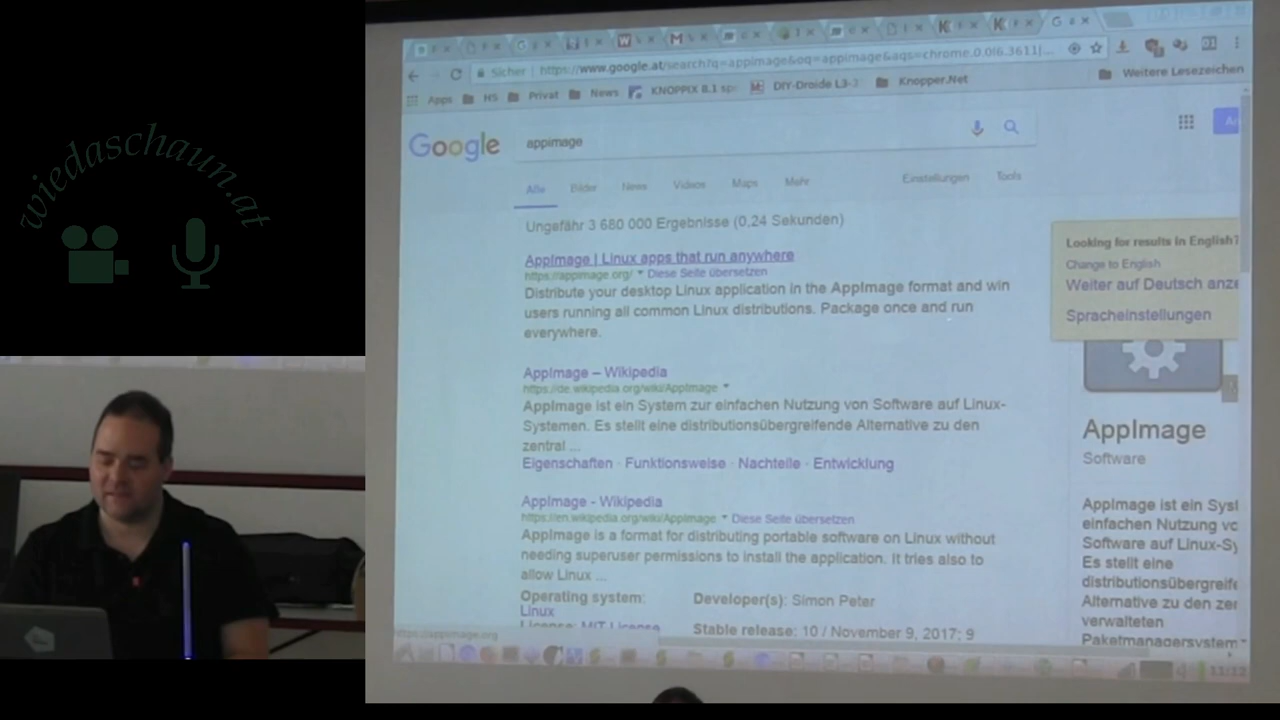 wiedaschaun.at
Sicher | https://www.google.at/search?q=appimage&oq=appimage&aqs=chrome.0.0l6.3611j...
Apps HS Privat News KNOPPIX 8.1 DIY-Droide L3- Knopper.Net Weitere Lesezeichen
Google appimage
Alle Bilder News Videos Maps Mehr Einstellungen Tools
Ungefähr 3 680 000 Ergebnisse (0,24 Sekunden)
AppImage | Linux apps that run anywhere
https://appimage.org/ Diese Seite übersetzen
Distribute your desktop Linux application in the AppImage format and win
users running all common Linux distributions. Package once and run
everywhere.
AppImage – Wikipedia
https://de.wikipedia.org/wiki/AppImage
AppImage ist ein System zur einfachen Nutzung von Software auf Linux-
Systemen. Es stellt eine distributionsübergreifende Alternative zu den
zentral ...
Eigenschaften · Funktionsweise · Nachteile · Entwicklung
AppImage - Wikipedia
https://en.wikipedia.org/wiki/AppImage Diese Seite übersetzen
AppImage is a format for distributing portable software on Linux without
needing superuser permissions to install the application. It tries also to
allow Linux ...
Operating system: Developer(s): Simon Peter
Linux
License: MIT License Stable release: 10 / November 9, 2017; 9
https://appimage.org
Looking for results in English?
Change to English
Weiter auf Deutsch anze
Spracheinstellungen
AppImage
Software
AppImage ist ein Syst
einfachen Nutzung vo
Software auf Linux-Sy
Es stellt eine
distributionsübergreife
Alternative zu den zen
verwalteten
Paketmanagersystem